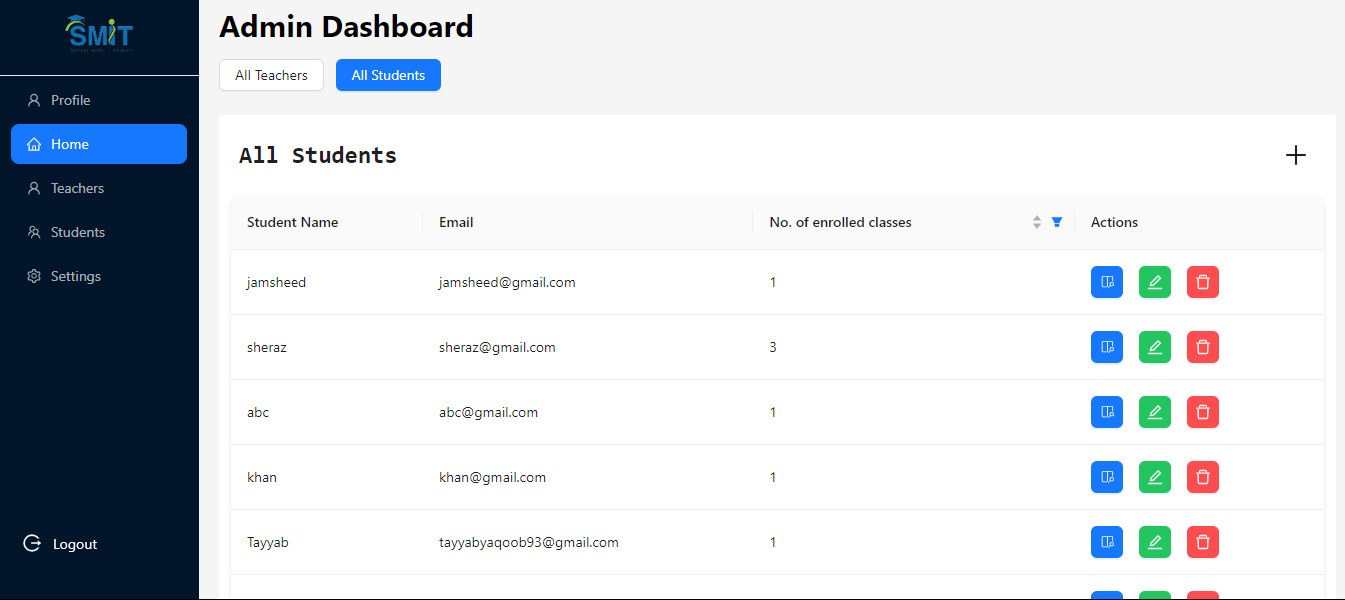 SMIT
Profile
Home
Teachers
Students
Settings
Logout
Admin Dashboard
All Teachers All Students
All Students
Student Name Email No. of enrolled classes Actions
jamsheed jamsheed@gmail.com 1
sheraz sheraz@gmail.com 3
abc abc@gmail.com 1
khan khan@gmail.com 1
Tayyab tayyabyaqoob93@gmail.com 1